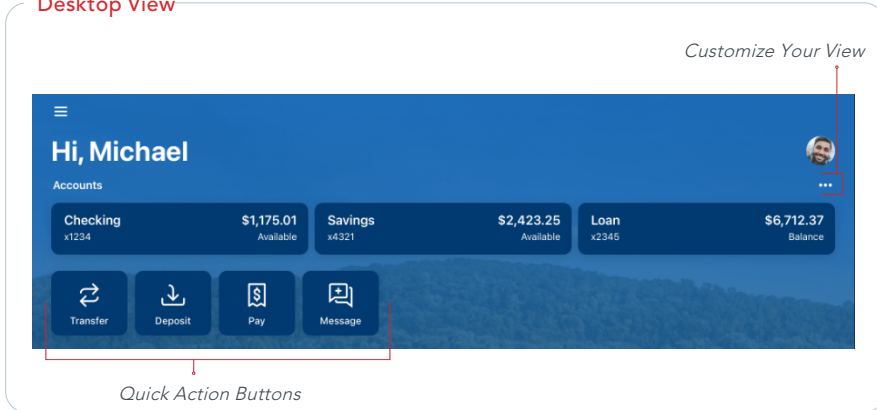 Desktop View
Customize Your View
Hi, Michael
Accounts
Checking $1,175.01 Savings $2,423.25 Loan $6,712.37
x1234 Available x4321 Available x2345 Balance
Transfer Deposit Pay Message
Quick Action Buttons